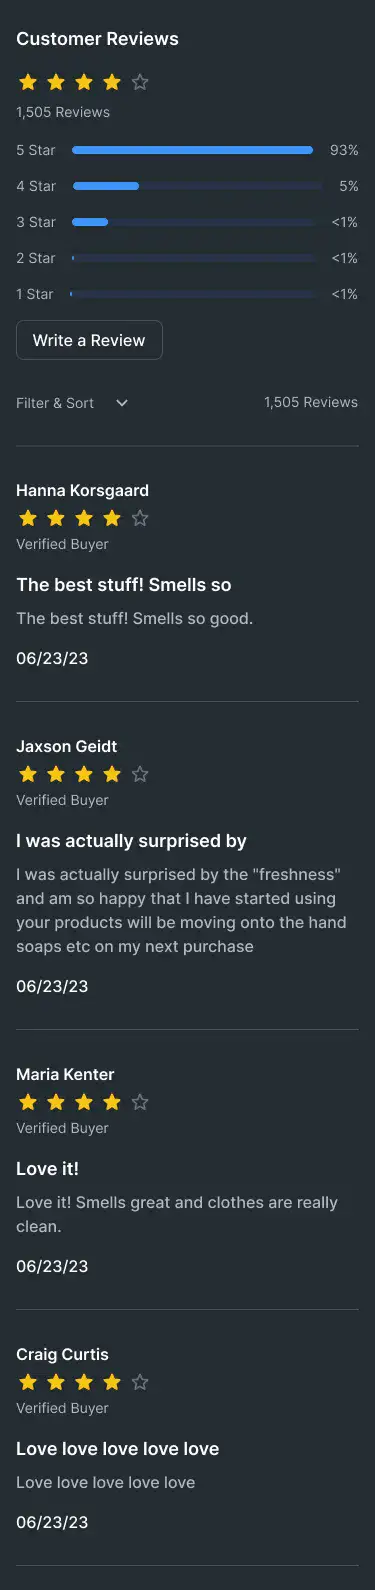 Customer Reviews
1,505 Reviews
5 Star 93%
4 Star 5%
3 Star <1%
2 Star <1%
1 Star <1%
Write a Review
Filter & Sort 1,505 Reviews
Hanna Korsgaard
Verified Buyer
The best stuff! Smells so
The best stuff! Smells so good.
06/23/23
Jaxson Geidt
Verified Buyer
I was actually surprised by
I was actually surprised by the "freshness"
and am so happy that I have started using
your products will be moving onto the hand
soaps etc on my next purchase
06/23/23
Maria Kenter
Verified Buyer
Love it!
Love it! Smells great and clothes are really
clean.
06/23/23
Craig Curtis
Verified Buyer
Love love love love love
Love love love love love
06/23/23